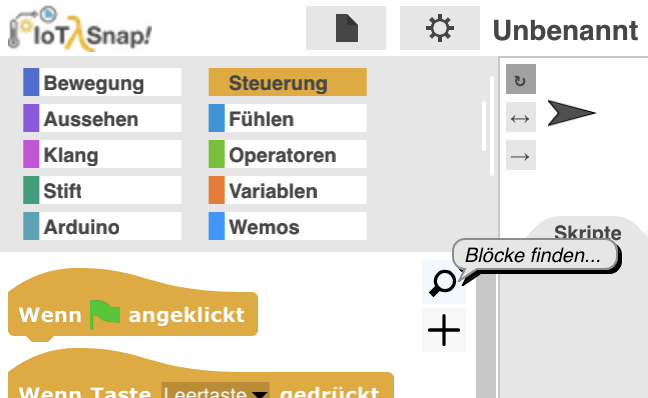 IoTλSnap!
Unbenannt
Bewegung
Steuerung
Aussehen
Fühlen
Klang
Operatoren
Stift
Variablen
Arduino
Wemos
Skripte
Blöcke finden...
Wenn angeklickt
Wenn Taste Leertaste gedrückt